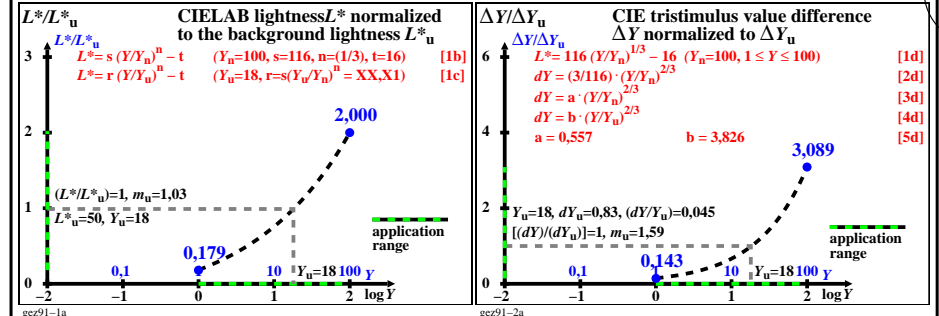 L*/L*u
CIELAB lightness L* normalized
to the background lightness L*u
L*/L*u
L*= s (Y/Yn)^n − t (Yn=100, s=116, n=(1/3), t=16) [1b]
L*= r (Y/Yu)^n − t (Yu=18, r=s(Yu/Yn)^n = XX,X1) [1c]
3
2
1
0
2,000
(L*/L*u)=1, mu=1,03
L*u=50, Yu=18
0,179
application
range
0,1 1 10 Yu=18 100 Y
−2 −1 0 1 2 log Y
gez91−1a
ΔY/ΔYu
CIE tristimulus value difference
ΔY normalized to ΔYu
ΔY/ΔYu
L*= 116 (Y/Yn)^1/3 − 16 (Yn=100, 1 ≤ Y ≤ 100) [1d]
dY = (3/116) · (Y/Yn)^2/3 [2d]
dY = a · (Y/Yn)^2/3 [3d]
dY = b · (Y/Yu)^2/3 [4d]
a = 0,557 b = 3,826 [5d]
6
4
2
0
3,089
Yu=18, dYu=0,83, (dY/Yu)=0,045
[(dY)/(dYu)]=1, mu=1,59
0,143
application
range
0,1 1 10 Yu=18 100 Y
−2 −1 0 1 2 log Y
gez91−2a